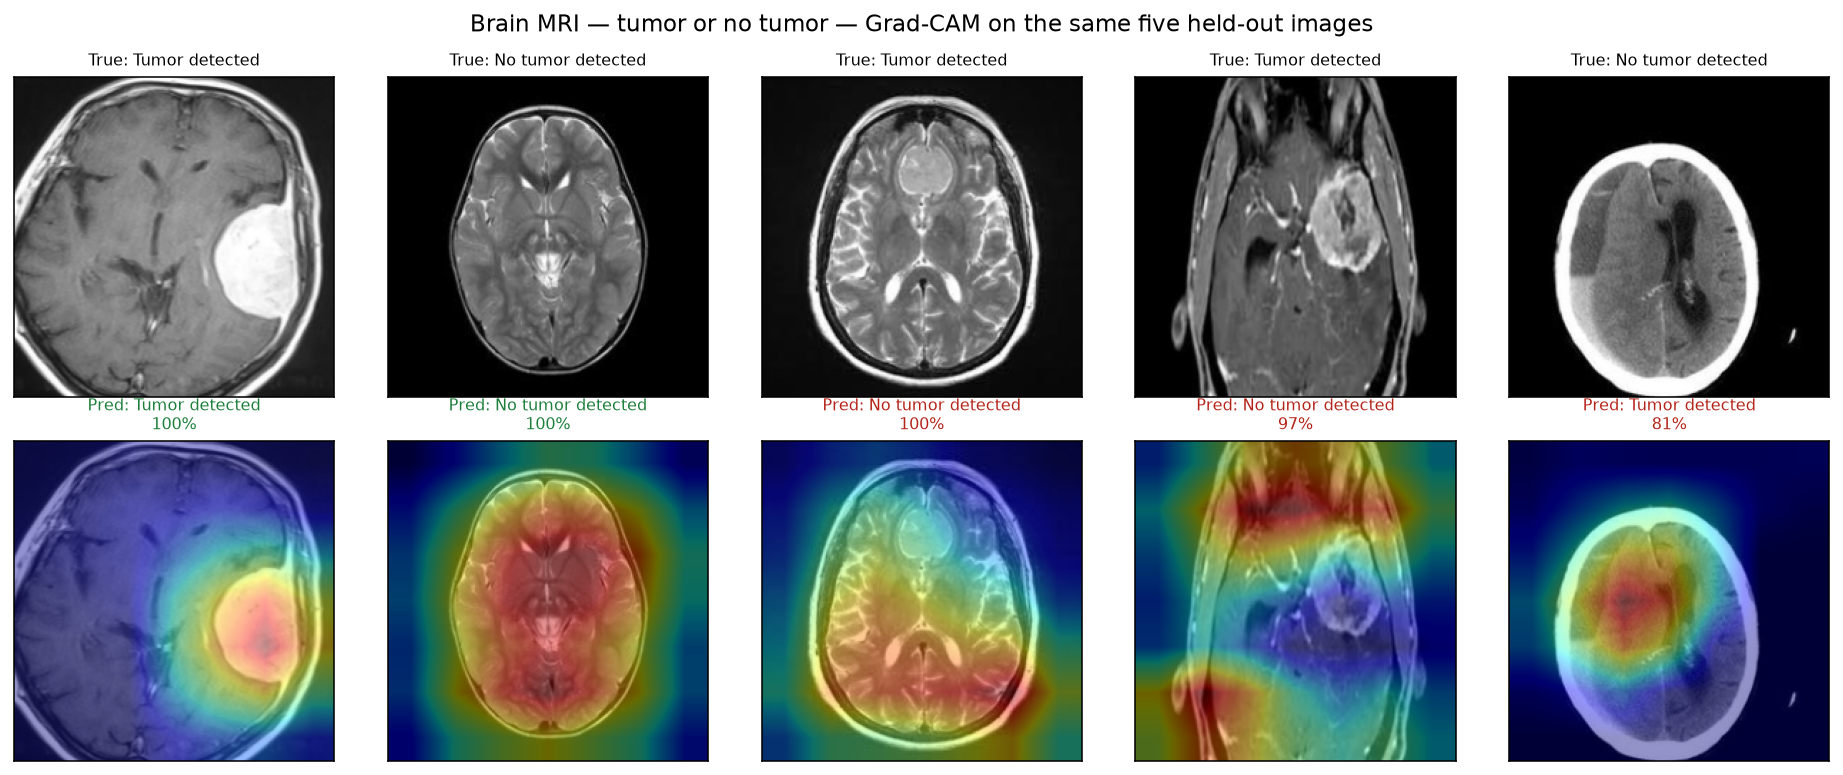 Brain MRI — tumor or no tumor — Grad-CAM on the same five held-out images
True: Tumor detected
True: No tumor detected
True: Tumor detected
True: Tumor detected
True: No tumor detected
Pred: Tumor detected
100%
Pred: No tumor detected
100%
Pred: No tumor detected
100%
Pred: No tumor detected
97%
Pred: Tumor detected
81%